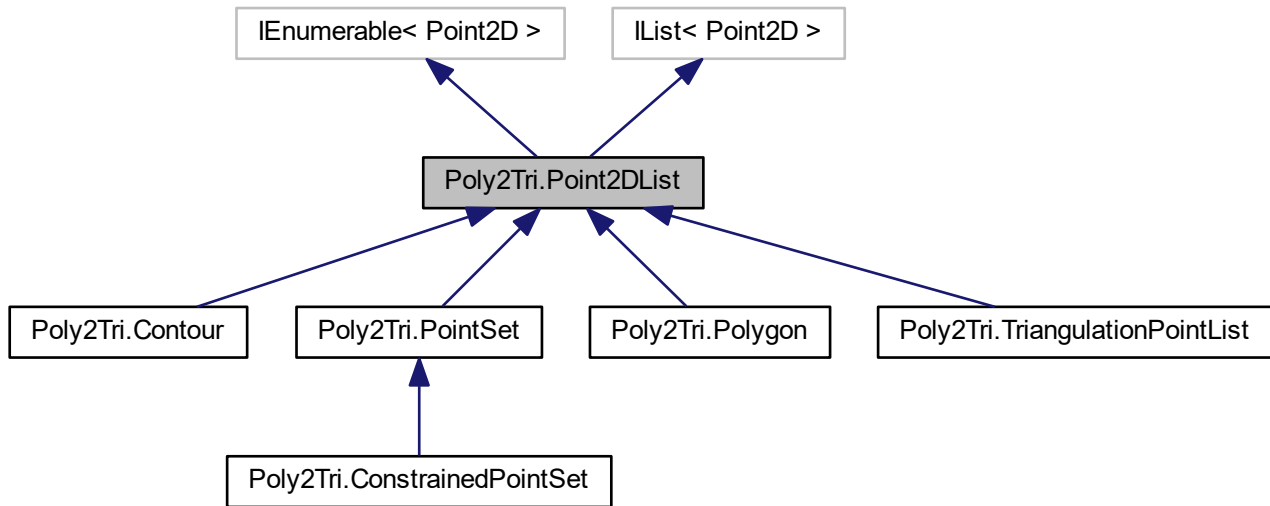 IEnumerable< Point2D >
IList< Point2D >
Poly2Tri.Point2DList
Poly2Tri.Contour
Poly2Tri.PointSet
Poly2Tri.Polygon
Poly2Tri.TriangulationPointList
Poly2Tri.ConstrainedPointSet